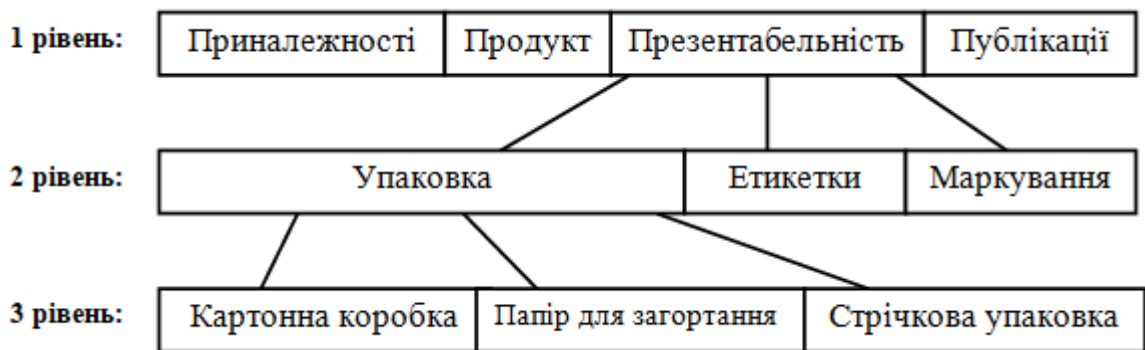 1 рівень: Приналежності Продукт Презентабельність Публікації
2 рівень: Упаковка Етикетки Маркування
3 рівень: Картонна коробка Папір для загортання Стрічкова упаковка